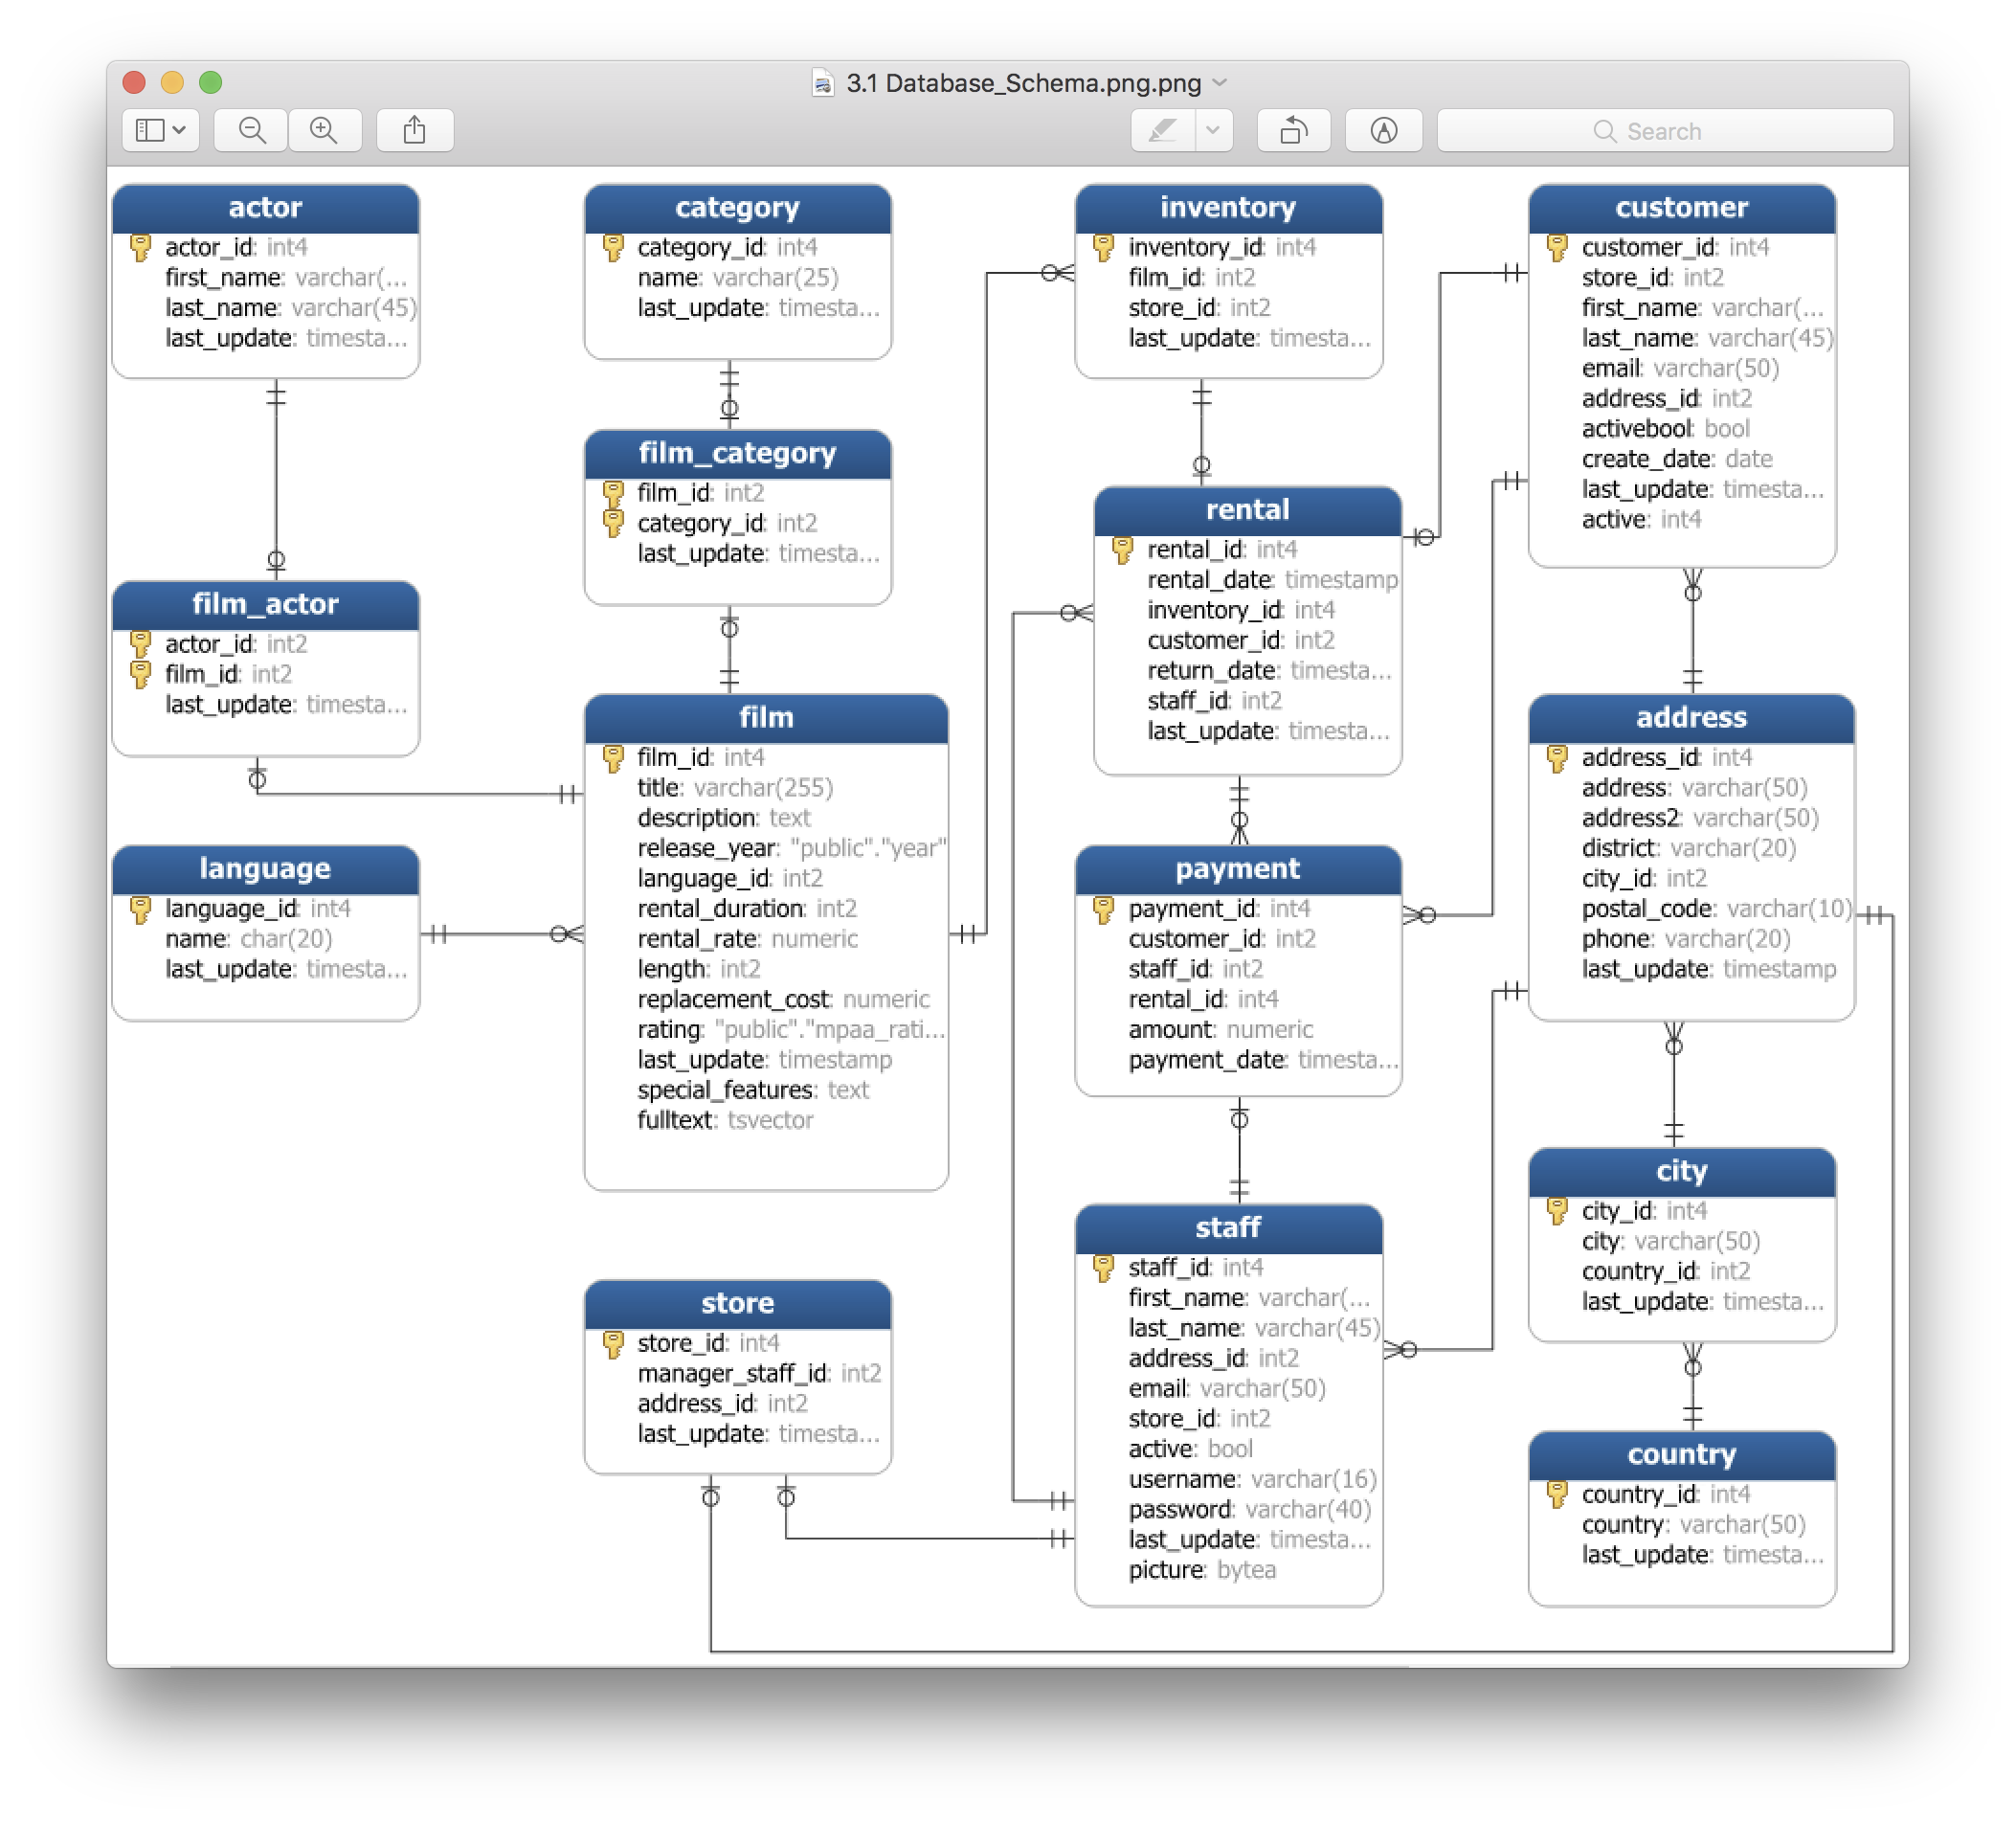 3.1 Database_Schema.png.png
Search
actor
actor_id: int4
first_name: varchar(...
last_name: varchar(45)
last_update: timesta...
category
category_id: int4
name: varchar(25)
last_update: timesta...
inventory
inventory_id: int4
film_id: int2
store_id: int2
last_update: timesta...
customer
customer_id: int4
store_id: int2
first_name: varchar(...
last_name: varchar(45)
email: varchar(50)
address_id: int2
activebool: bool
create_date: date
last_update: timesta...
active: int4
film_category
film_id: int2
category_id: int2
last_update: timesta...
rental
rental_id: int4
rental_date: timestamp
inventory_id: int4
customer_id: int2
return_date: timesta...
staff_id: int2
last_update: timesta...
film_actor
actor_id: int2
film_id: int2
last_update: timesta...
film
film_id: int4
title: varchar(255)
description: text
release_year: "public"."year"
language_id: int2
rental_duration: int2
rental_rate: numeric
length: int2
replacement_cost: numeric
rating: "public"."mpaa_rati...
last_update: timestamp
special_features: text
fulltext: tsvector
address
address_id: int4
address: varchar(50)
address2: varchar(50)
district: varchar(20)
city_id: int2
postal_code: varchar(10)
phone: varchar(20)
last_update: timestamp
language
language_id: int4
name: char(20)
last_update: timesta...
payment
payment_id: int4
customer_id: int2
staff_id: int2
rental_id: int4
amount: numeric
payment_date: timesta...
city
city_id: int4
city: varchar(50)
country_id: int2
last_update: timesta...
staff
staff_id: int4
first_name: varchar(...
last_name: varchar(45)
address_id: int2
email: varchar(50)
store_id: int2
active: bool
username: varchar(16)
password: varchar(40)
last_update: timesta...
picture: bytea
store
store_id: int4
manager_staff_id: int2
address_id: int2
last_update: timesta...
country
country_id: int4
country: varchar(50)
last_update: timesta...